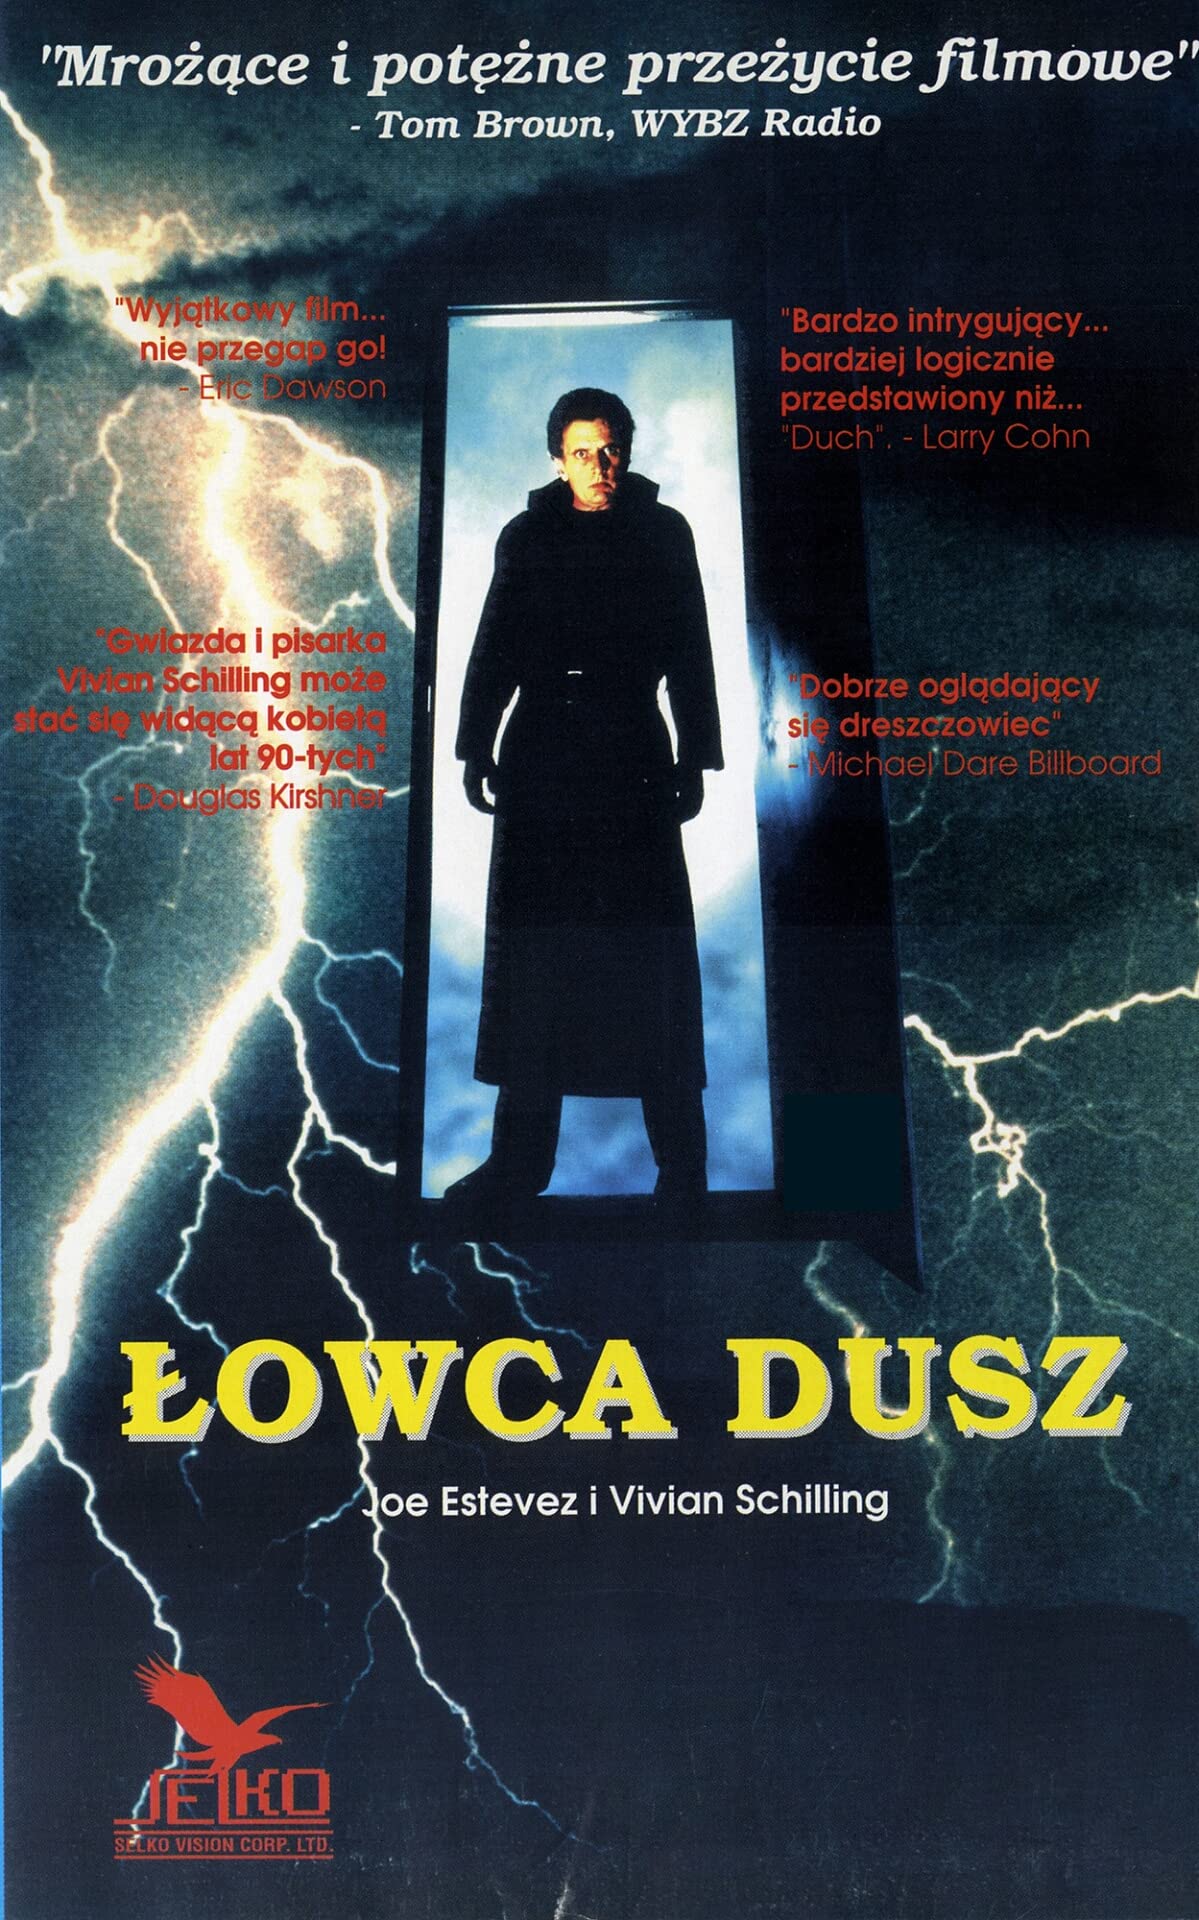 "Mrożące i potężne przeżycie filmowe"
- Tom Brown, WYBZ Radio
"Wyjątkowy film...
nie przegap go!
- Eric Dawson
"Bardzo intrygujący...
bardziej logicznie
przedstawiony niż...
"Duch". - Larry Cohn
"Gwiazda i pisarka
Vivian Schilling może
stać się widącą kobietą
lat 90-tych"
- Douglas Kirshner
"Dobrze oglądający
się dreszczowiec"
- Michael Dare Billboard
ŁOWCA DUSZ
Joe Estevez i Vivian Schilling
SELKO
SELKO VISION CORP. LTD.